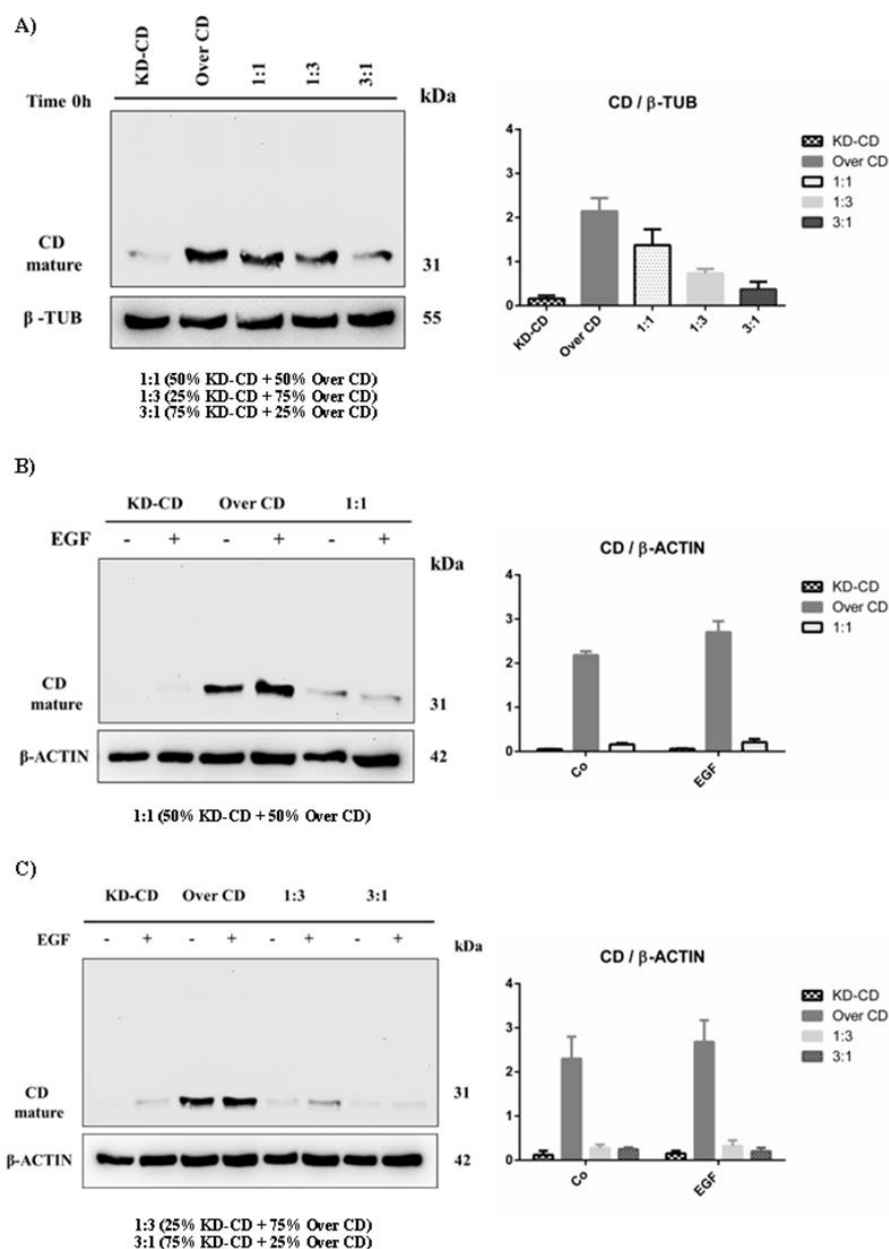 A)
KD-CD Over CD 1:1 1:3 3:1
Time 0h kDa
CD mature 31
β -TUB 55
1:1 (50% KD-CD + 50% Over CD)
1:3 (25% KD-CD + 75% Over CD)
3:1 (75% KD-CD + 25% Over CD)
CD / β-TUB
4
3
2
1
0
KD-CD Over CD 1:1 1:3 3:1
KD-CD
Over CD
1:1
1:3
3:1
B)
KD-CD Over CD 1:1
EGF - + - + - +
kDa
CD
mature 31
β-ACTIN 42
1:1 (50% KD-CD + 50% Over CD)
CD / β-ACTIN
4
3
2
1
0
Co EGF
KD-CD
Over CD
1:1
C)
KD-CD Over CD 1:3 3:1
EGF - + - + - + - +
kDa
CD 31
mature
β-ACTIN 42
1:3 (25% KD-CD + 75% Over CD)
3:1 (75% KD-CD + 25% Over CD)
CD / β-ACTIN
4
3
2
1
0
Co EGF
KD-CD
Over CD
1:3
3:1